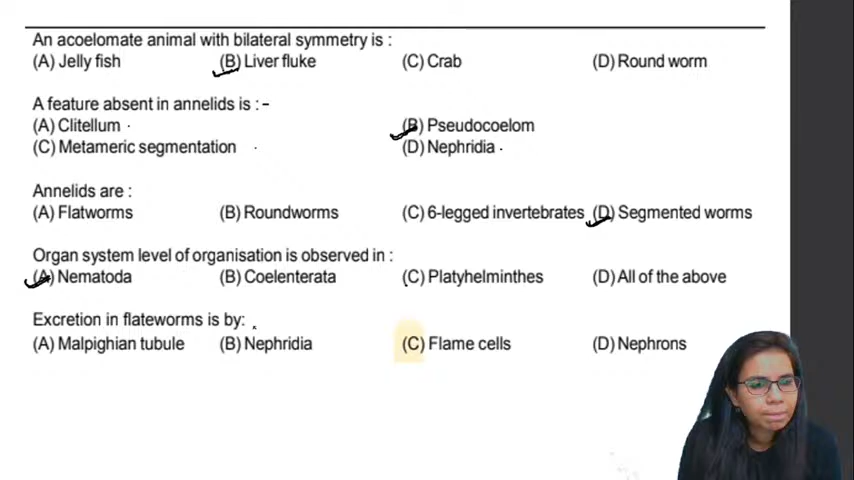 An acoelomate animal with bilateral symmetry is :
(A) Jelly fish (B) Liver fluke (C) Crab (D) Round worm
A feature absent in annelids is : -
(A) Clitellum (B) Pseudocoelom
(C) Metameric segmentation (D) Nephridia
Annelids are :
(A) Flatworms (B) Roundworms (C) 6-legged invertebrates (D) Segmented worms
Organ system level of organisation is observed in :
(A) Nematoda (B) Coelenterata (C) Platyhelminthes (D) All of the above
Excretion in flateworms is by:
(A) Malpighian tubule (B) Nephridia (C) Flame cells (D) Nephrons